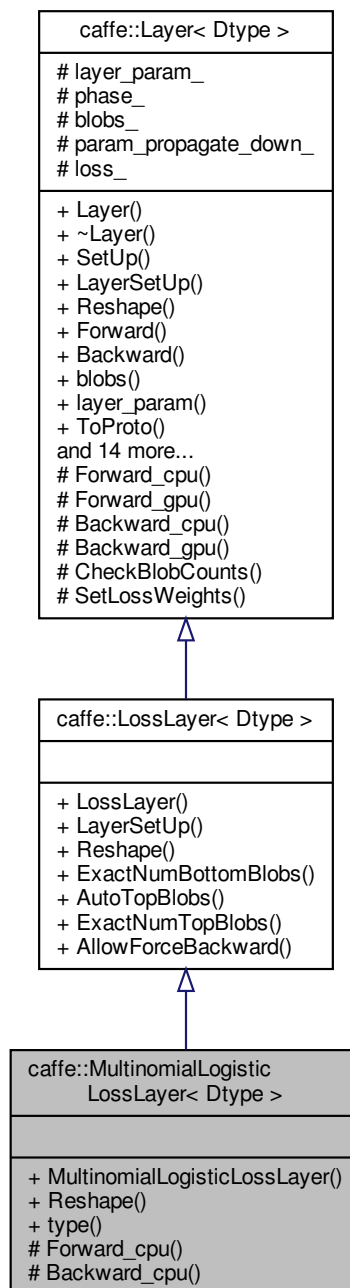 caffe::Layer< Dtype >
# layer_param_
# phase_
# blobs_
# param_propagate_down_
# loss_
+ Layer()
+ ~Layer()
+ SetUp()
+ LayerSetUp()
+ Reshape()
+ Forward()
+ Backward()
+ blobs()
+ layer_param()
+ ToProto()
and 14 more...
# Forward_cpu()
# Forward_gpu()
# Backward_cpu()
# Backward_gpu()
# CheckBlobCounts()
# SetLossWeights()
caffe::LossLayer< Dtype >
+ LossLayer()
+ LayerSetUp()
+ Reshape()
+ ExactNumBottomBlobs()
+ AutoTopBlobs()
+ ExactNumTopBlobs()
+ AllowForceBackward()
caffe::MultinomialLogistic
LossLayer< Dtype >
+ MultinomialLogisticLossLayer()
+ Reshape()
+ type()
# Forward_cpu()
# Backward_cpu()